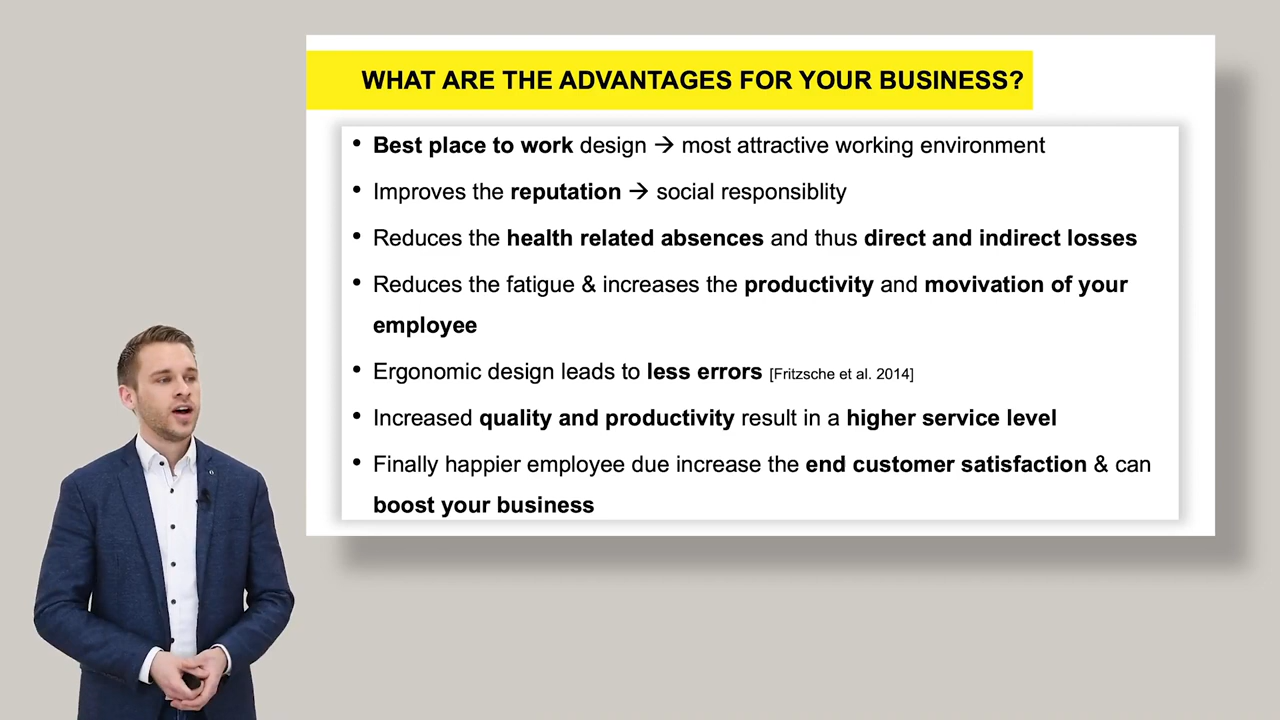 WHAT ARE THE ADVANTAGES FOR YOUR BUSINESS?
• Best place to work design → most attractive working environment
• Improves the reputation → social responsiblity
• Reduces the health related absences and thus direct and indirect losses
• Reduces the fatigue & increases the productivity and movivation of your
employee
• Ergonomic design leads to less errors [Fritzsche et al. 2014]
• Increased quality and productivity result in a higher service level
• Finally happier employee due increase the end customer satisfaction & can
boost your business